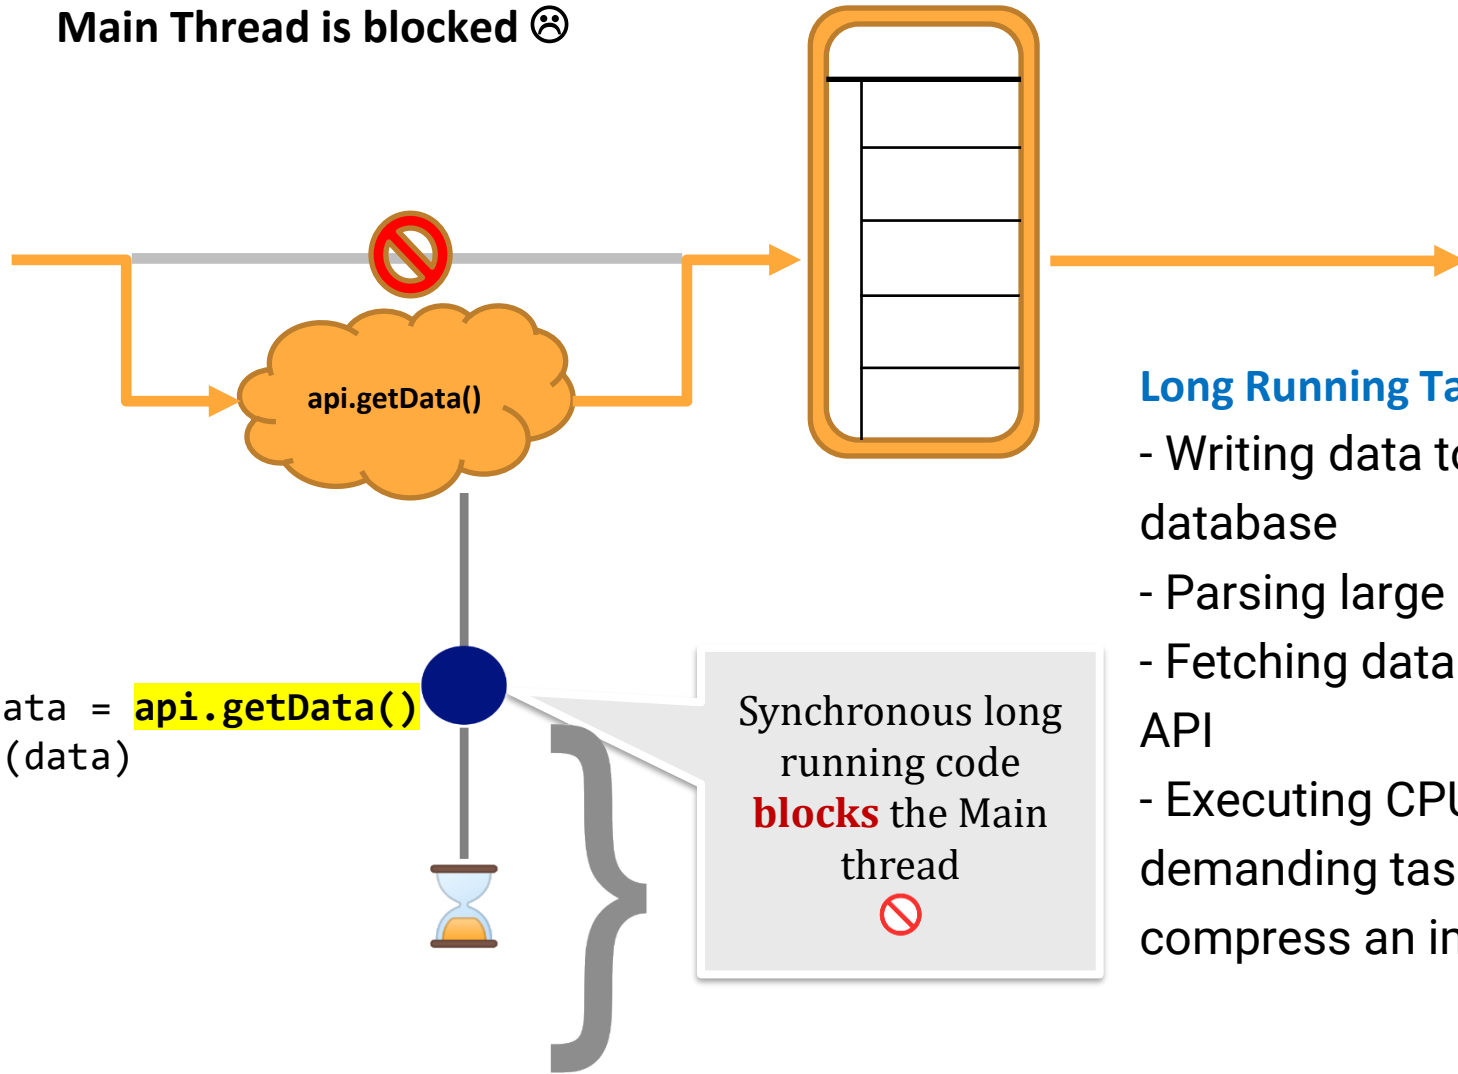 Main Thread is blocked ☹
api.getData()
ata = api.getData()
(data)
Synchronous long
running code
blocks the Main
thread
Long Running Ta
- Writing data to
database
- Parsing large
- Fetching data
API
- Executing CPU
demanding tas
compress an in